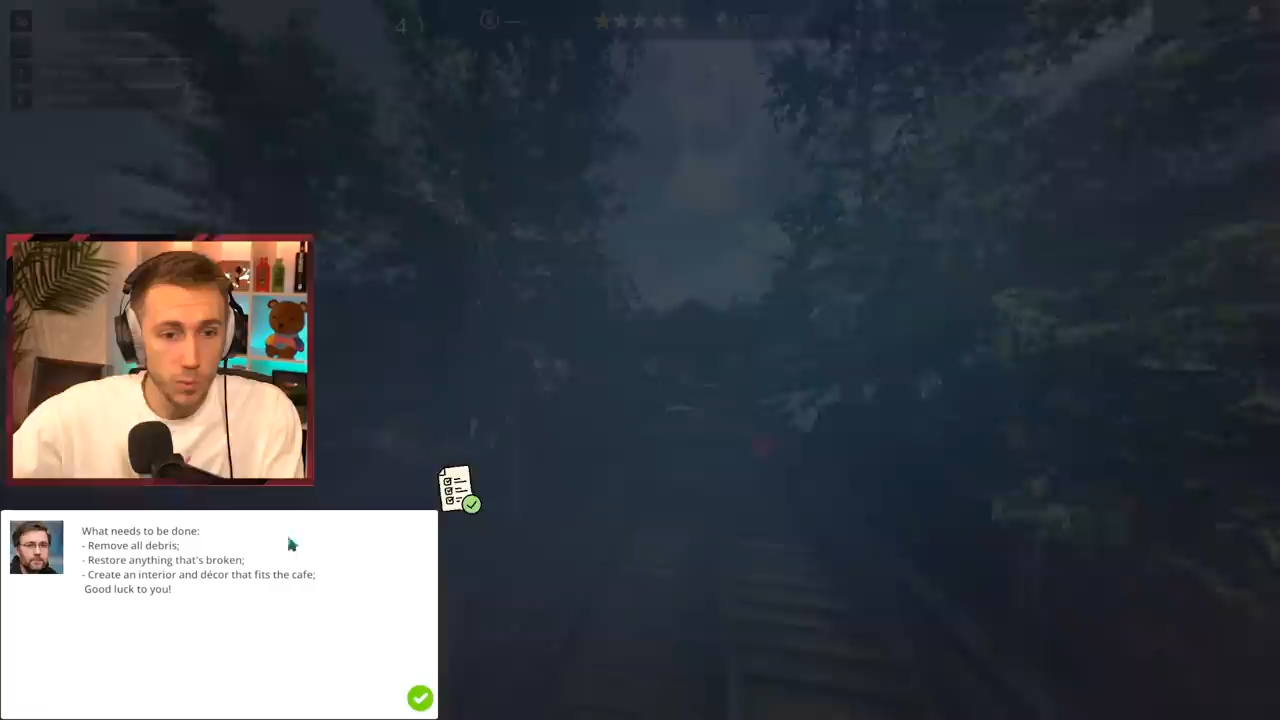 What needs to be done:
- Remove all debris;
- Restore anything that's broken;
- Create an interior and décor that fits the cafe;
Good luck to you!